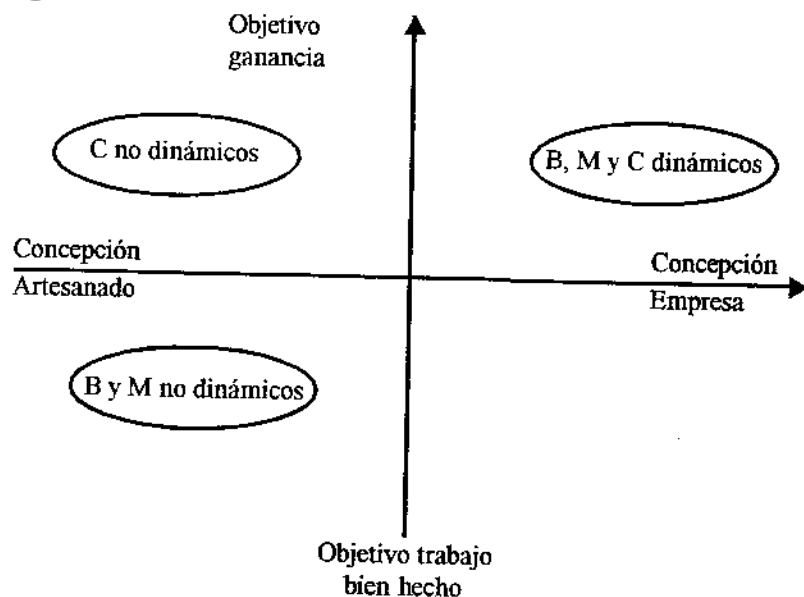 Objetivo
ganancia
C no dinámicos
B, M y C dinámicos
Concepción
Artesanado
Concepción
Empresa
B y M no dinámicos
Objetivo trabajo
bien hecho